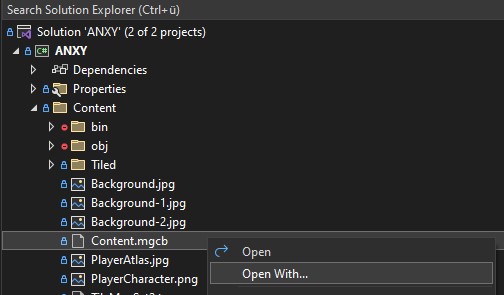 Search Solution Explorer (Ctrl+ü)
Solution 'ANXY' (2 of 2 projects)
C# ANXY
Dependencies
Properties
Content
bin
obj
Tiled
Background.jpg
Background-1.jpg
Background-2.jpg
Content.mgcb
Open
PlayerAtlas.jpg
Open With...
PlayerCharacter.png